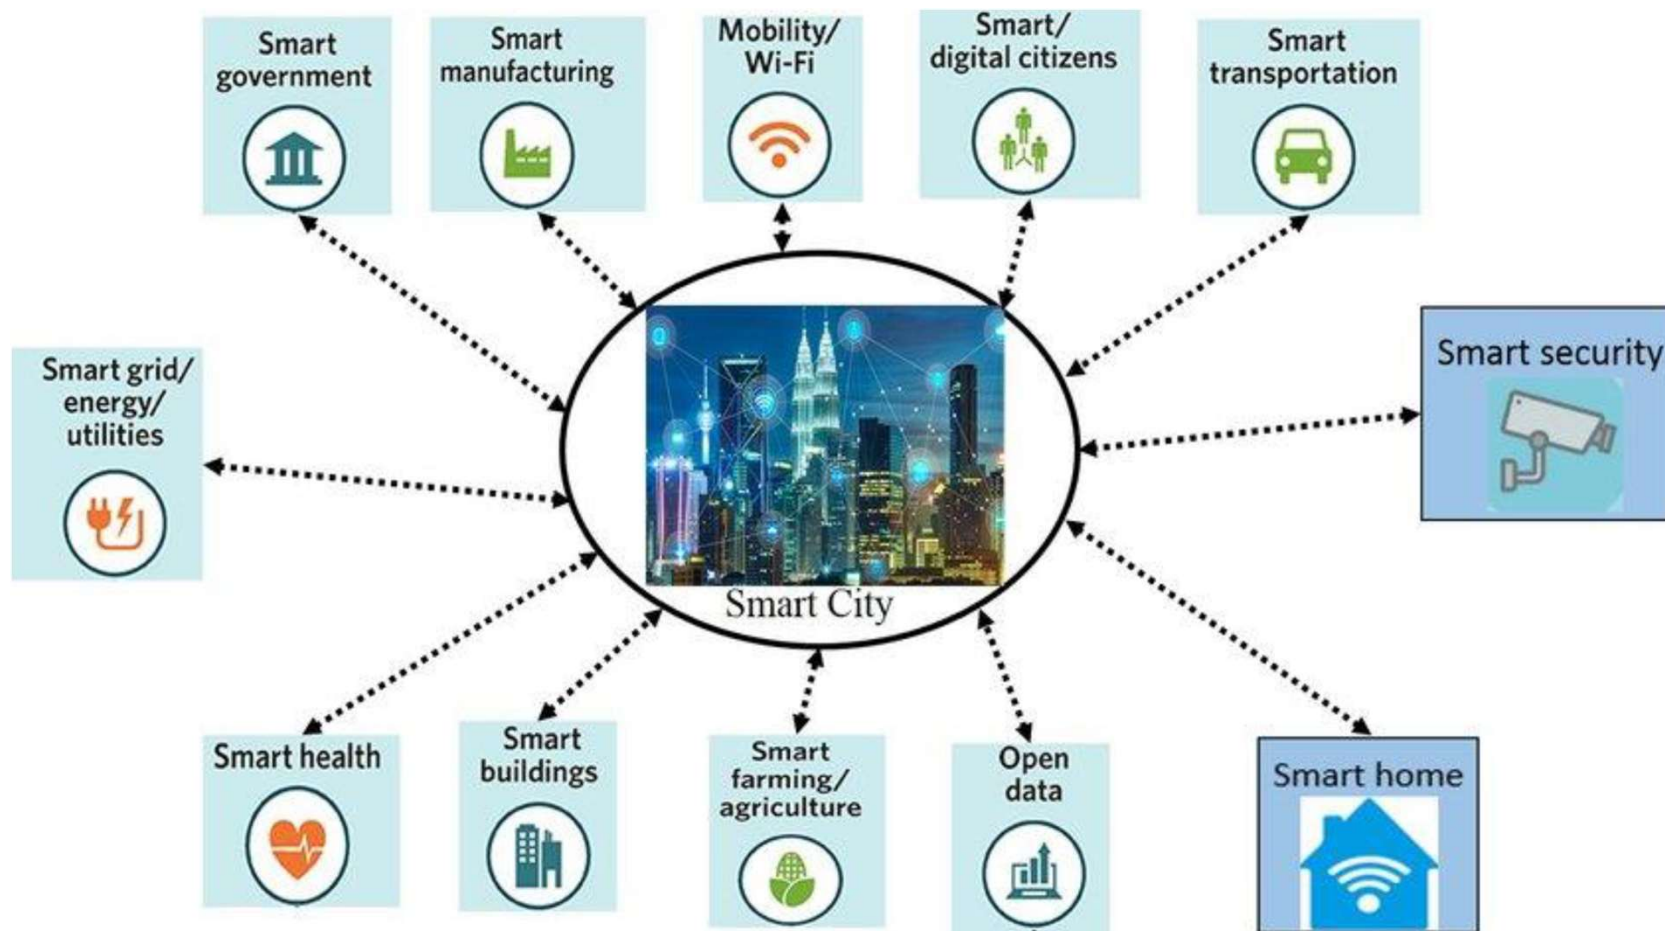 Smart
government
Smart
manufacturing
Mobility/
Wi-Fi
Smart/
digital citizens
Smart
transportation
Smart grid/
energy/
utilities
Smart security
Smart City
Smart health
Smart
buildings
Smart
farming/
agriculture
Open
data
Smart home